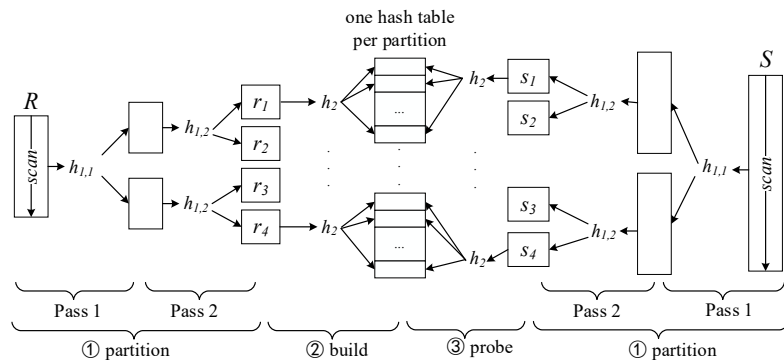 one hash table
per partition
R
S
scan
h1,1
h1,2
h1,2
r1
r2
r3
r4
h2
h2
...
...
h2
h2
s1
s2
s3
s4
h1,2
h1,2
h1,1
scan
Pass 1
Pass 2
Pass 2
Pass 1
① partition
② build
③ probe
① partition